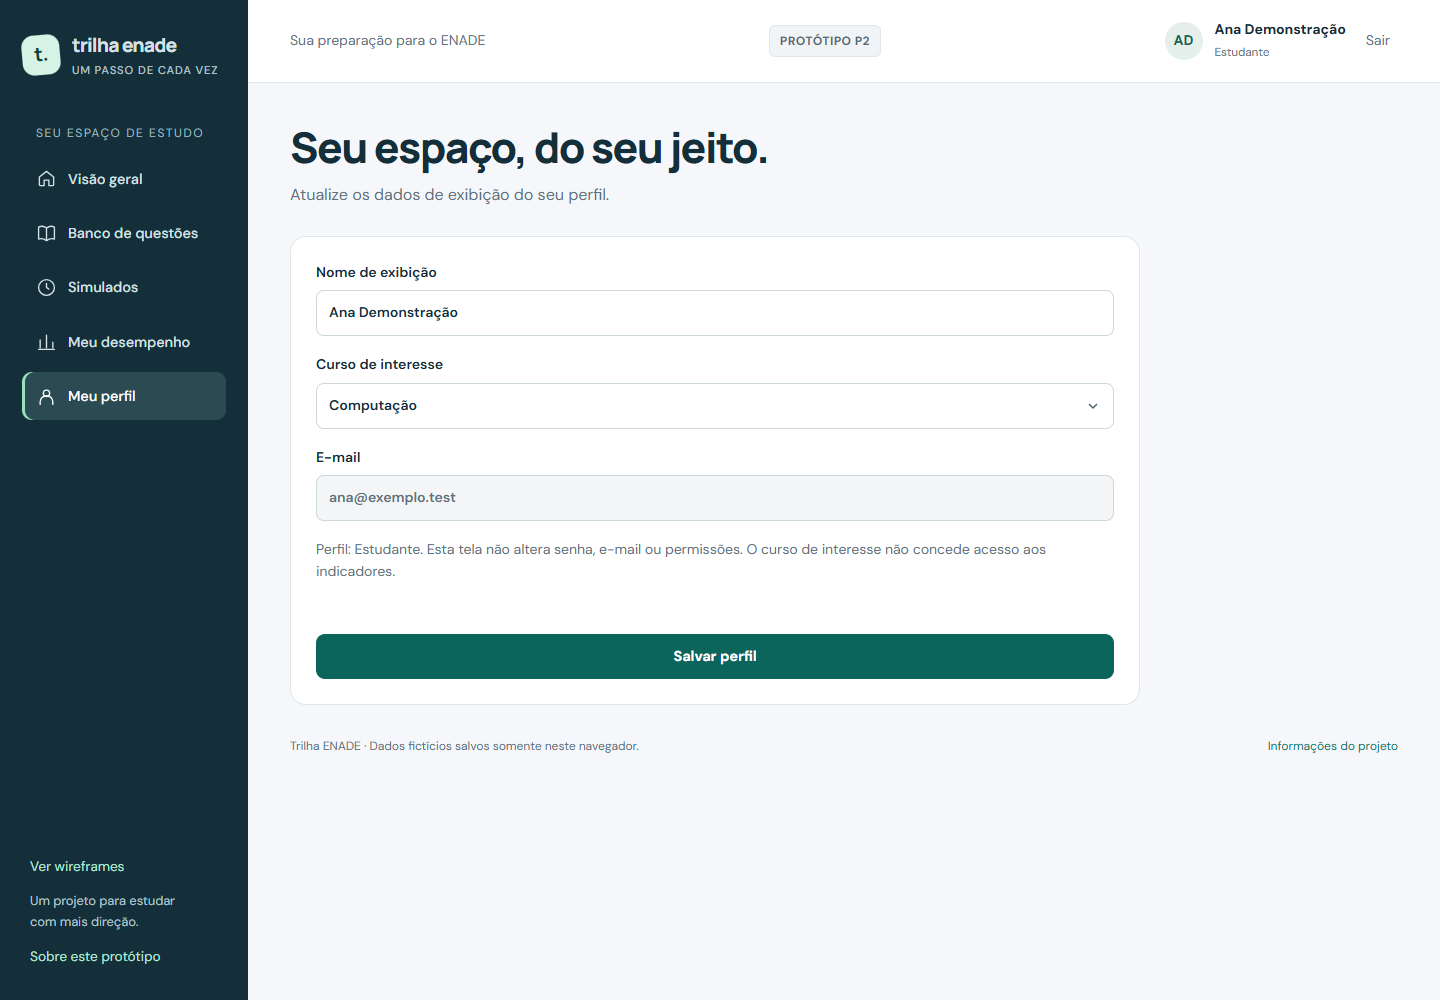 t.
trilha enade
UM PASSO DE CADA VEZ
SEU ESPAÇO DE ESTUDO
Visão geral
Banco de questões
Simulados
Meu desempenho
Meu perfil
Ver wireframes
Um projeto para estudar
com mais direção.
Sobre este protótipo
Sua preparação para o ENADE
PROTÓTIPO P2
AD
Ana Demonstração
Estudante
Sair
Seu espaço, do seu jeito.
Atualize os dados de exibição do seu perfil.
Nome de exibição
Ana Demonstração
Curso de interesse
Computação
E-mail
ana@exemplo.test
Perfil: Estudante. Esta tela não altera senha, e-mail ou permissões. O curso de interesse não concede acesso aos
indicadores.
Salvar perfil
Trilha ENADE · Dados fictícios salvos somente neste navegador.
Informações do projeto